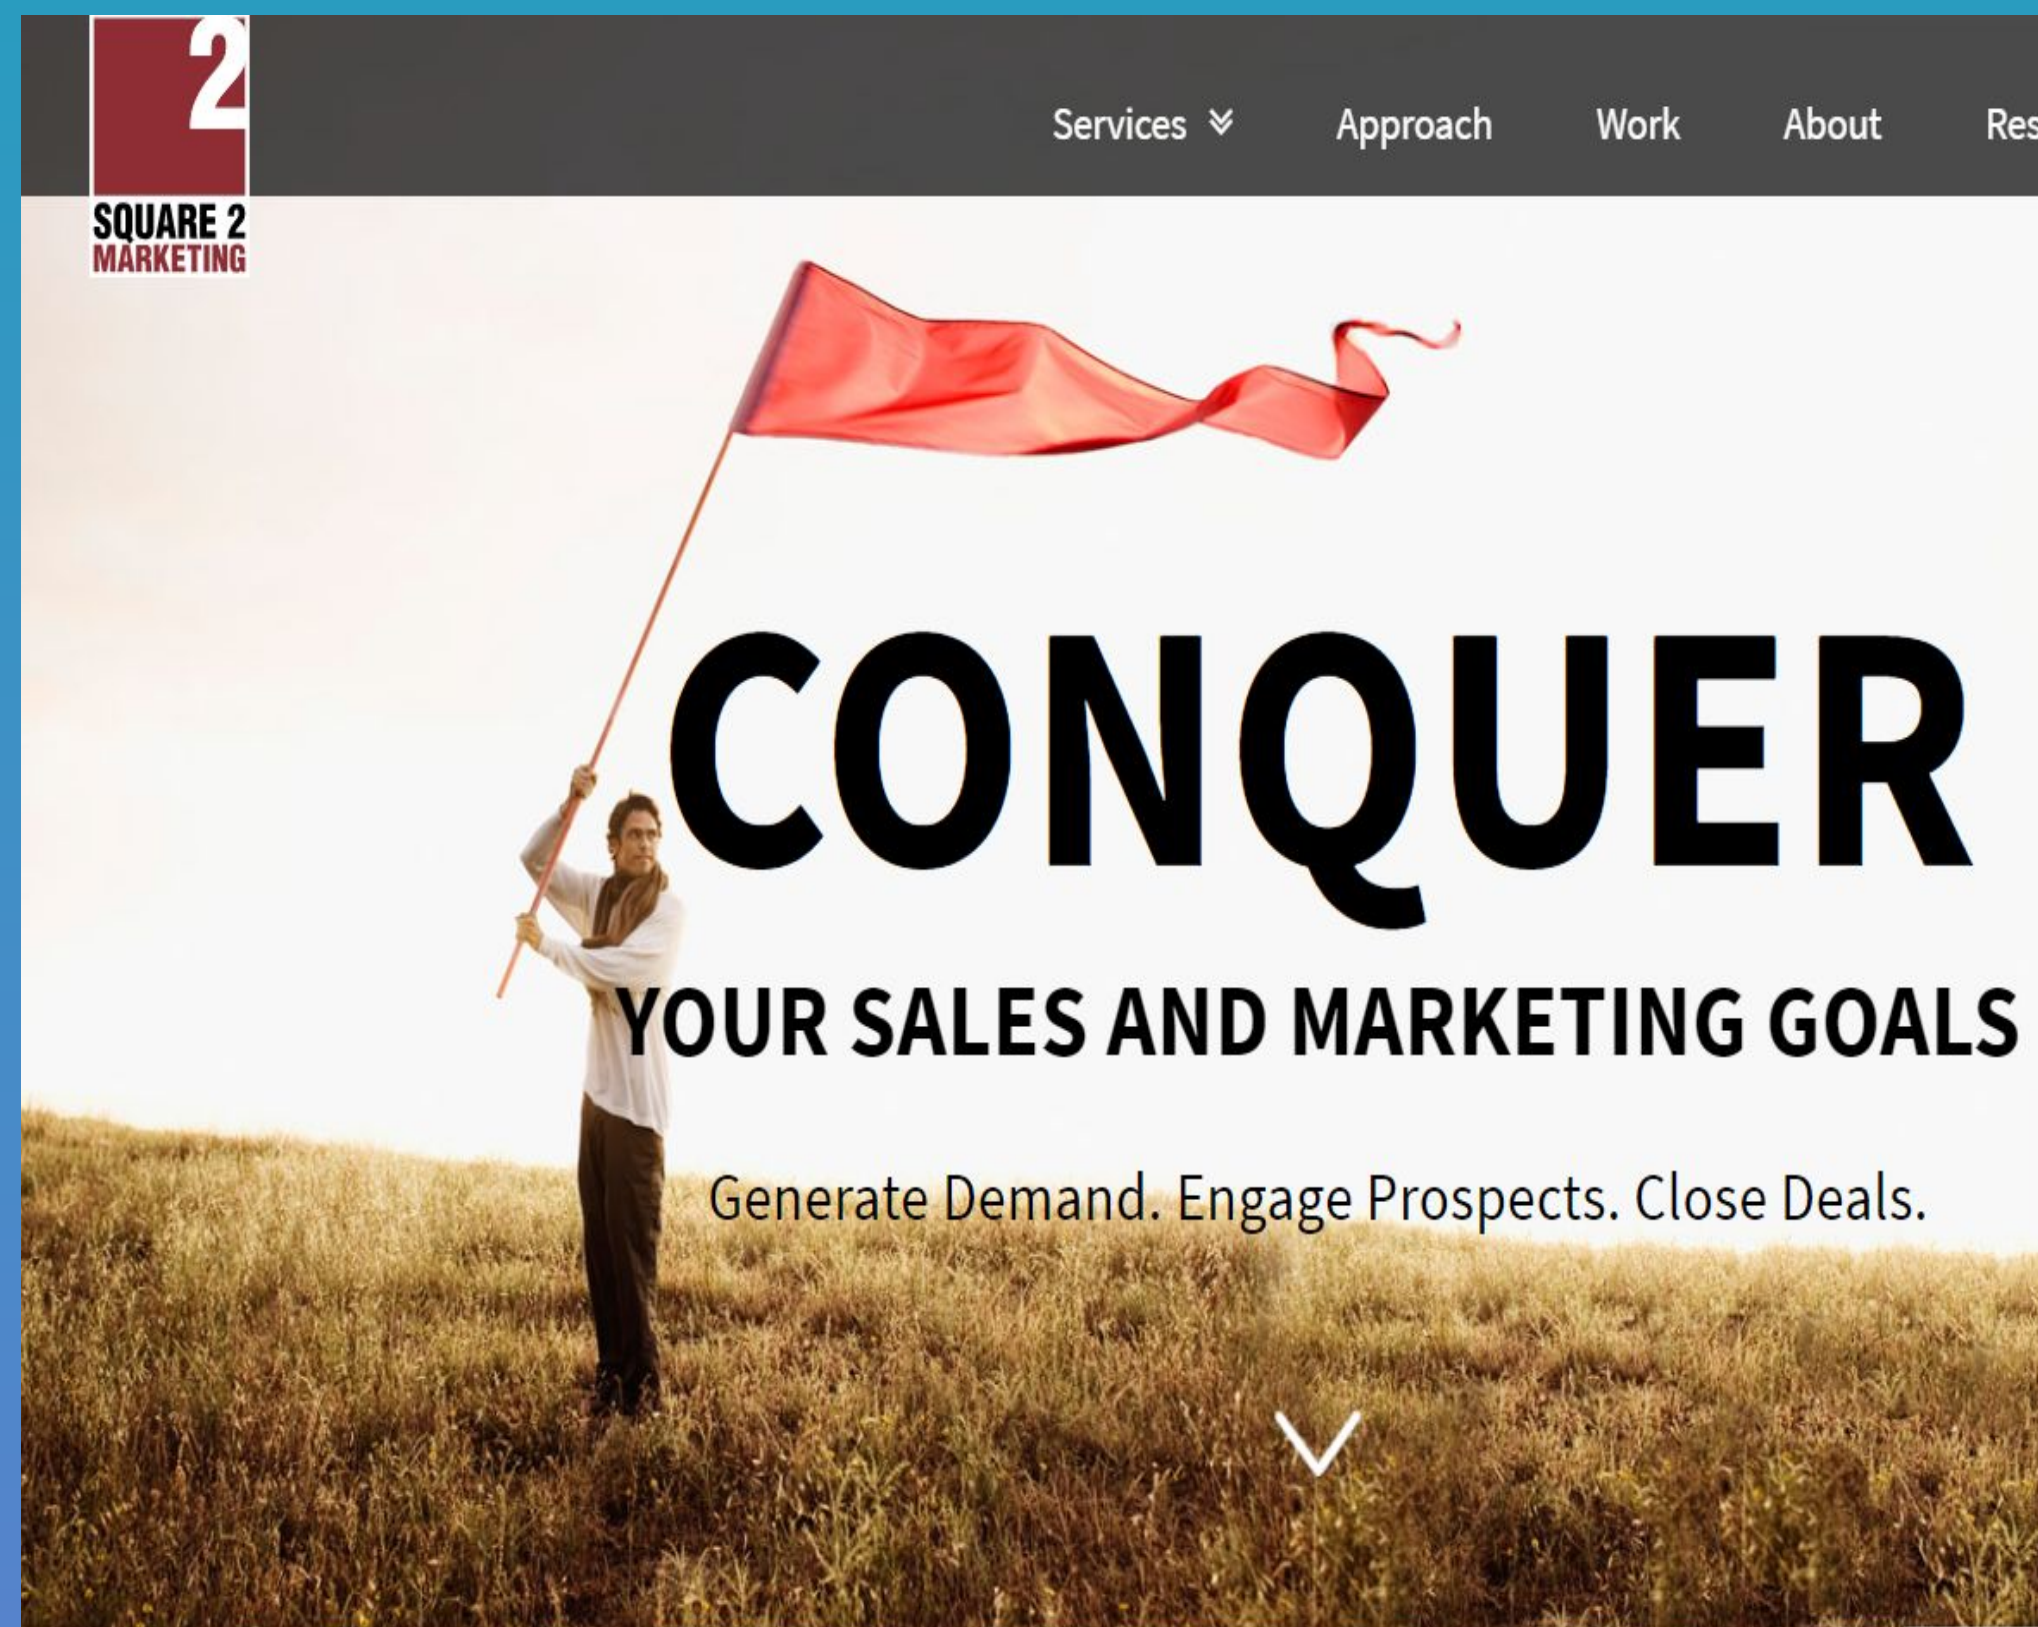 2
SQUARE 2
MARKETING
Services Approach Work About
CONQUER
YOUR SALES AND MARKETING GOALS
Generate Demand. Engage Prospects. Close Deals.